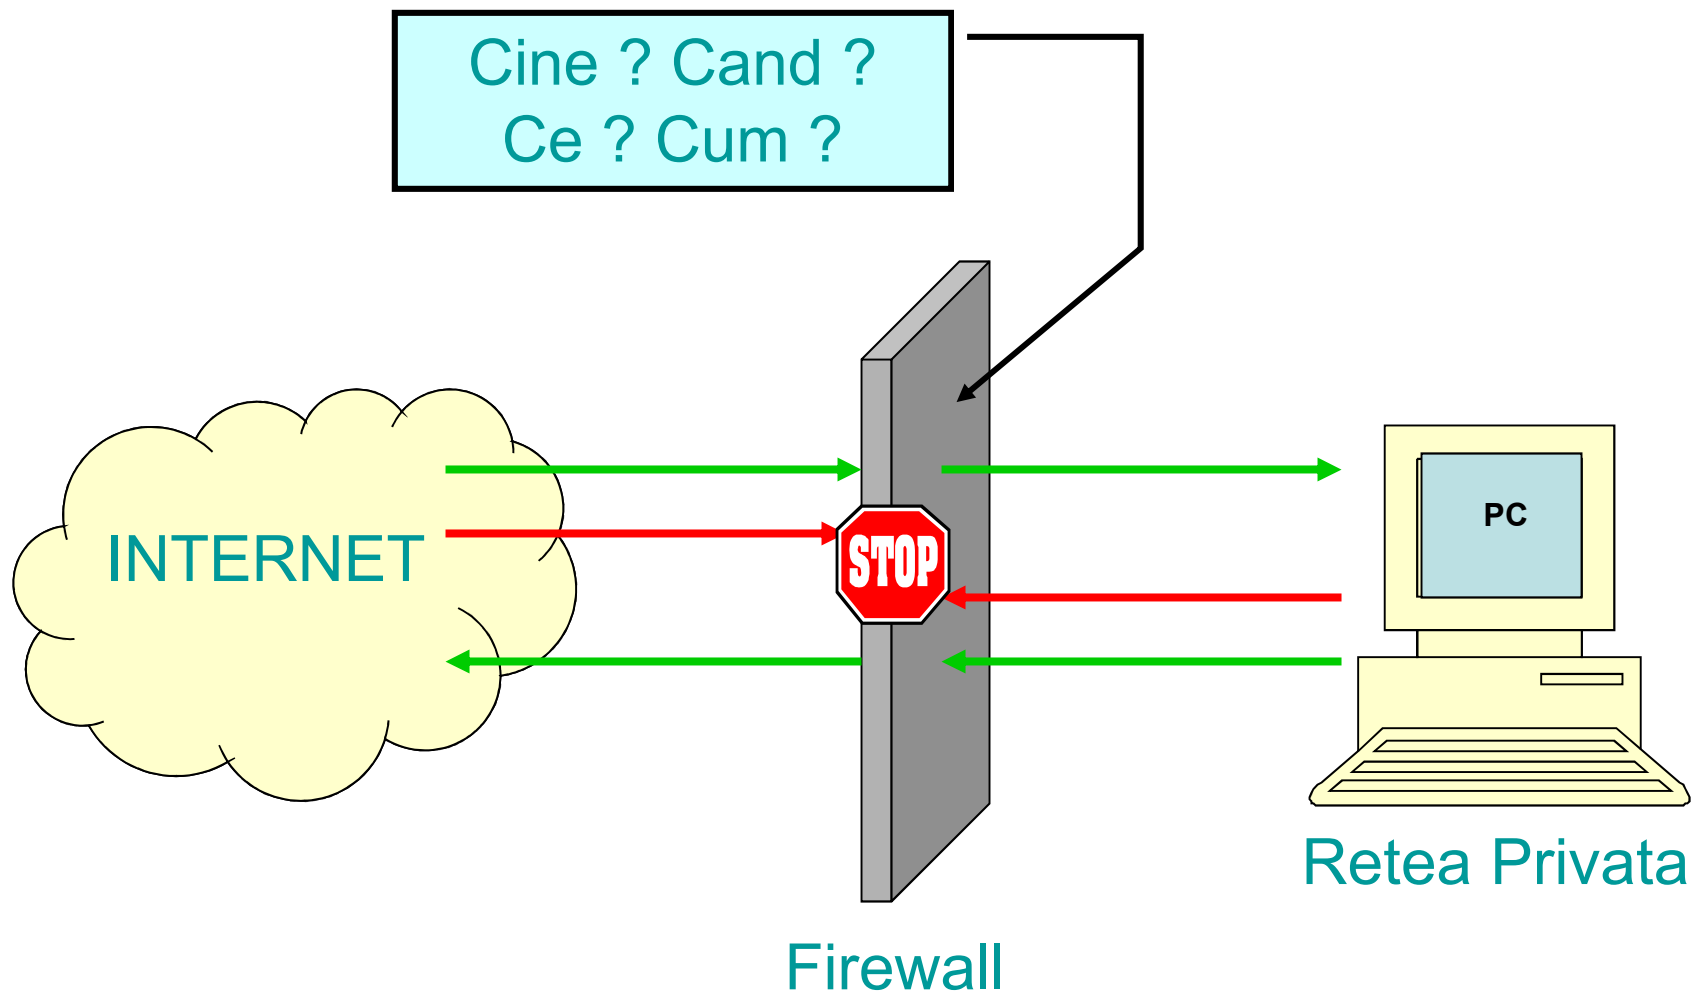 Cine ? Cand ?
Ce ? Cum ?
INTERNET
STOP
PC
Retea Privata
Firewall